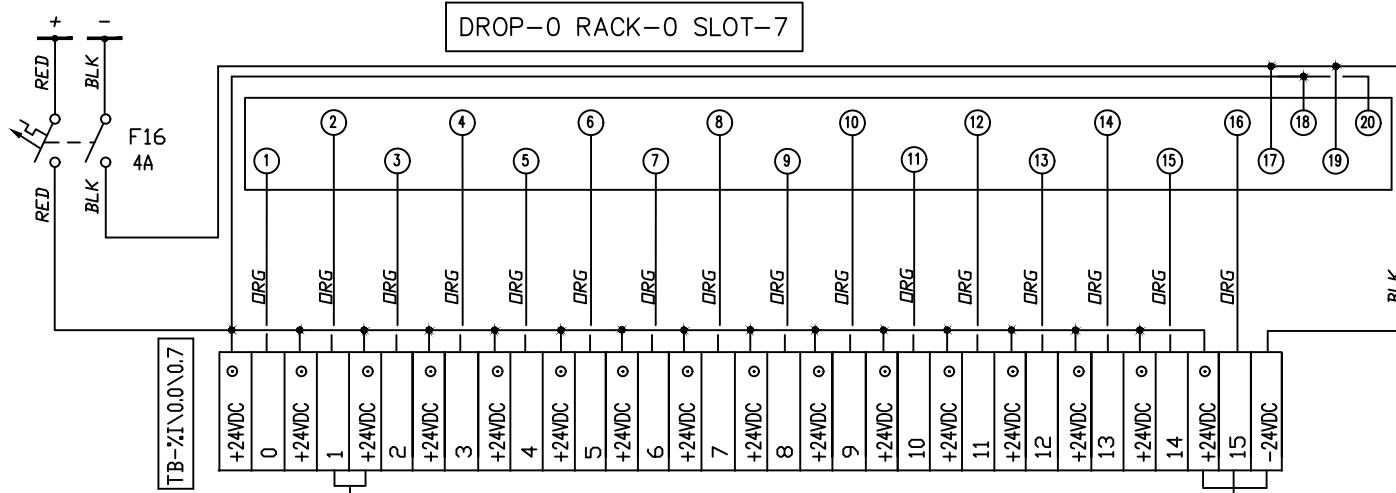 + −
DROP-0 RACK-0 SLOT-7
RED BLK
F16
4A
2 4 6 8 10 12 14 16 18 20
1 3 5 7 9 11 13 15 17 19
RED BLK
ORG ORG ORG ORG ORG ORG ORG ORG ORG ORG ORG ORG ORG ORG ORG ORG BLK
TB-%I\0.0\0.7
+24VDC 0 +24VDC 1 +24VDC 2 +24VDC 3 +24VDC 4 +24VDC 5 +24VDC 6 +24VDC 7 +24VDC 8 +24VDC 9 +24VDC 10 +24VDC 11 +24VDC 12 +24VDC 13 +24VDC 14 +24VDC 15 -24VDC